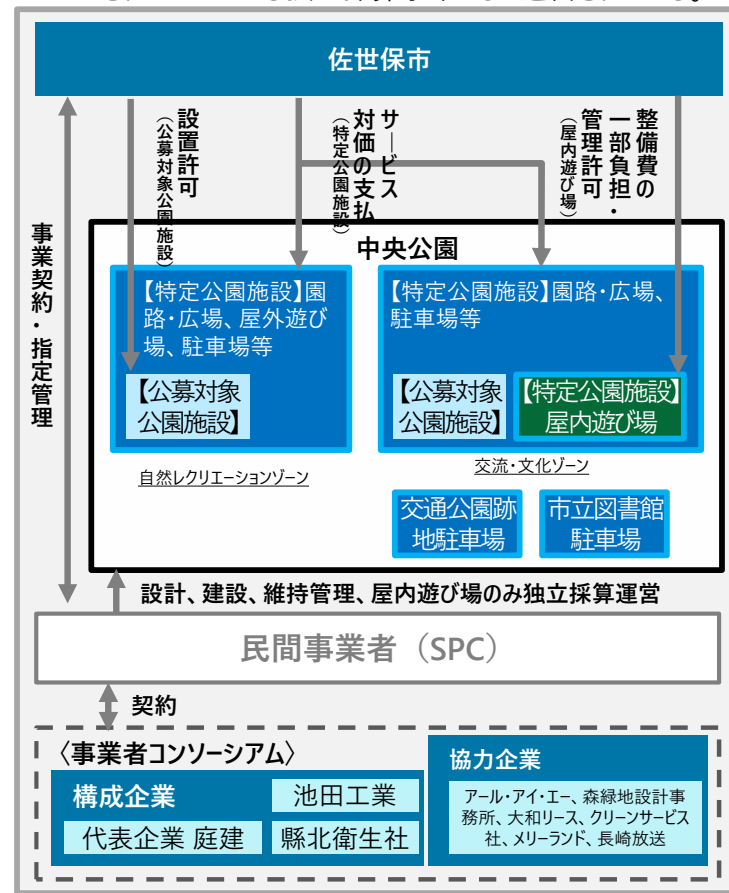 佐世保市
設置許可
（公募対象公園施設）
サービス
対価の支払
（特定公園施設）
整備費の
一部負担・
管理許可
（屋内遊び場）
事業契約・指定管理
中央公園
【特定公園施設】園
路・広場、屋外遊び
場、駐車場等
【公募対象
公園施設】
自然レクリエーションゾーン
【特定公園施設】園路・広場、
駐車場等
【公募対象
公園施設】
【特定公園施設】
屋内遊び場
交流・文化ゾーン
交通公園跡
地駐車場
市立図書館
駐車場
設計、建設、維持管理、屋内遊び場のみ独立採算運営
民間事業者（SPC）
契約
〈事業者コンソーシアム〉
構成企業
池田工業
代表企業 庭建
縣北衛生社
協力企業
アール・アイ・エー、森緑地設計事
務所、大和リース、クリーンサービス
社、メリーランド、長崎放送